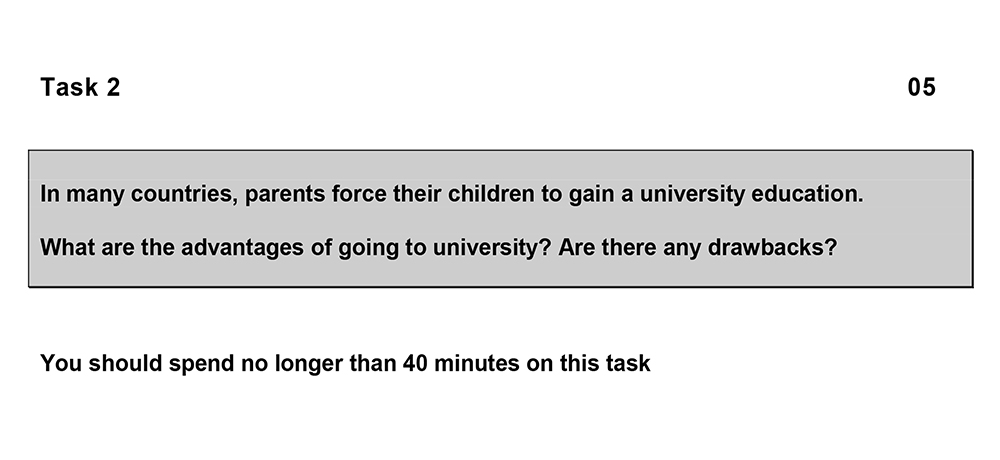 Task 2 05
In many countries, parents force their children to gain a university education.
What are the advantages of going to university? Are there any drawbacks?
You should spend no longer than 40 minutes on this task